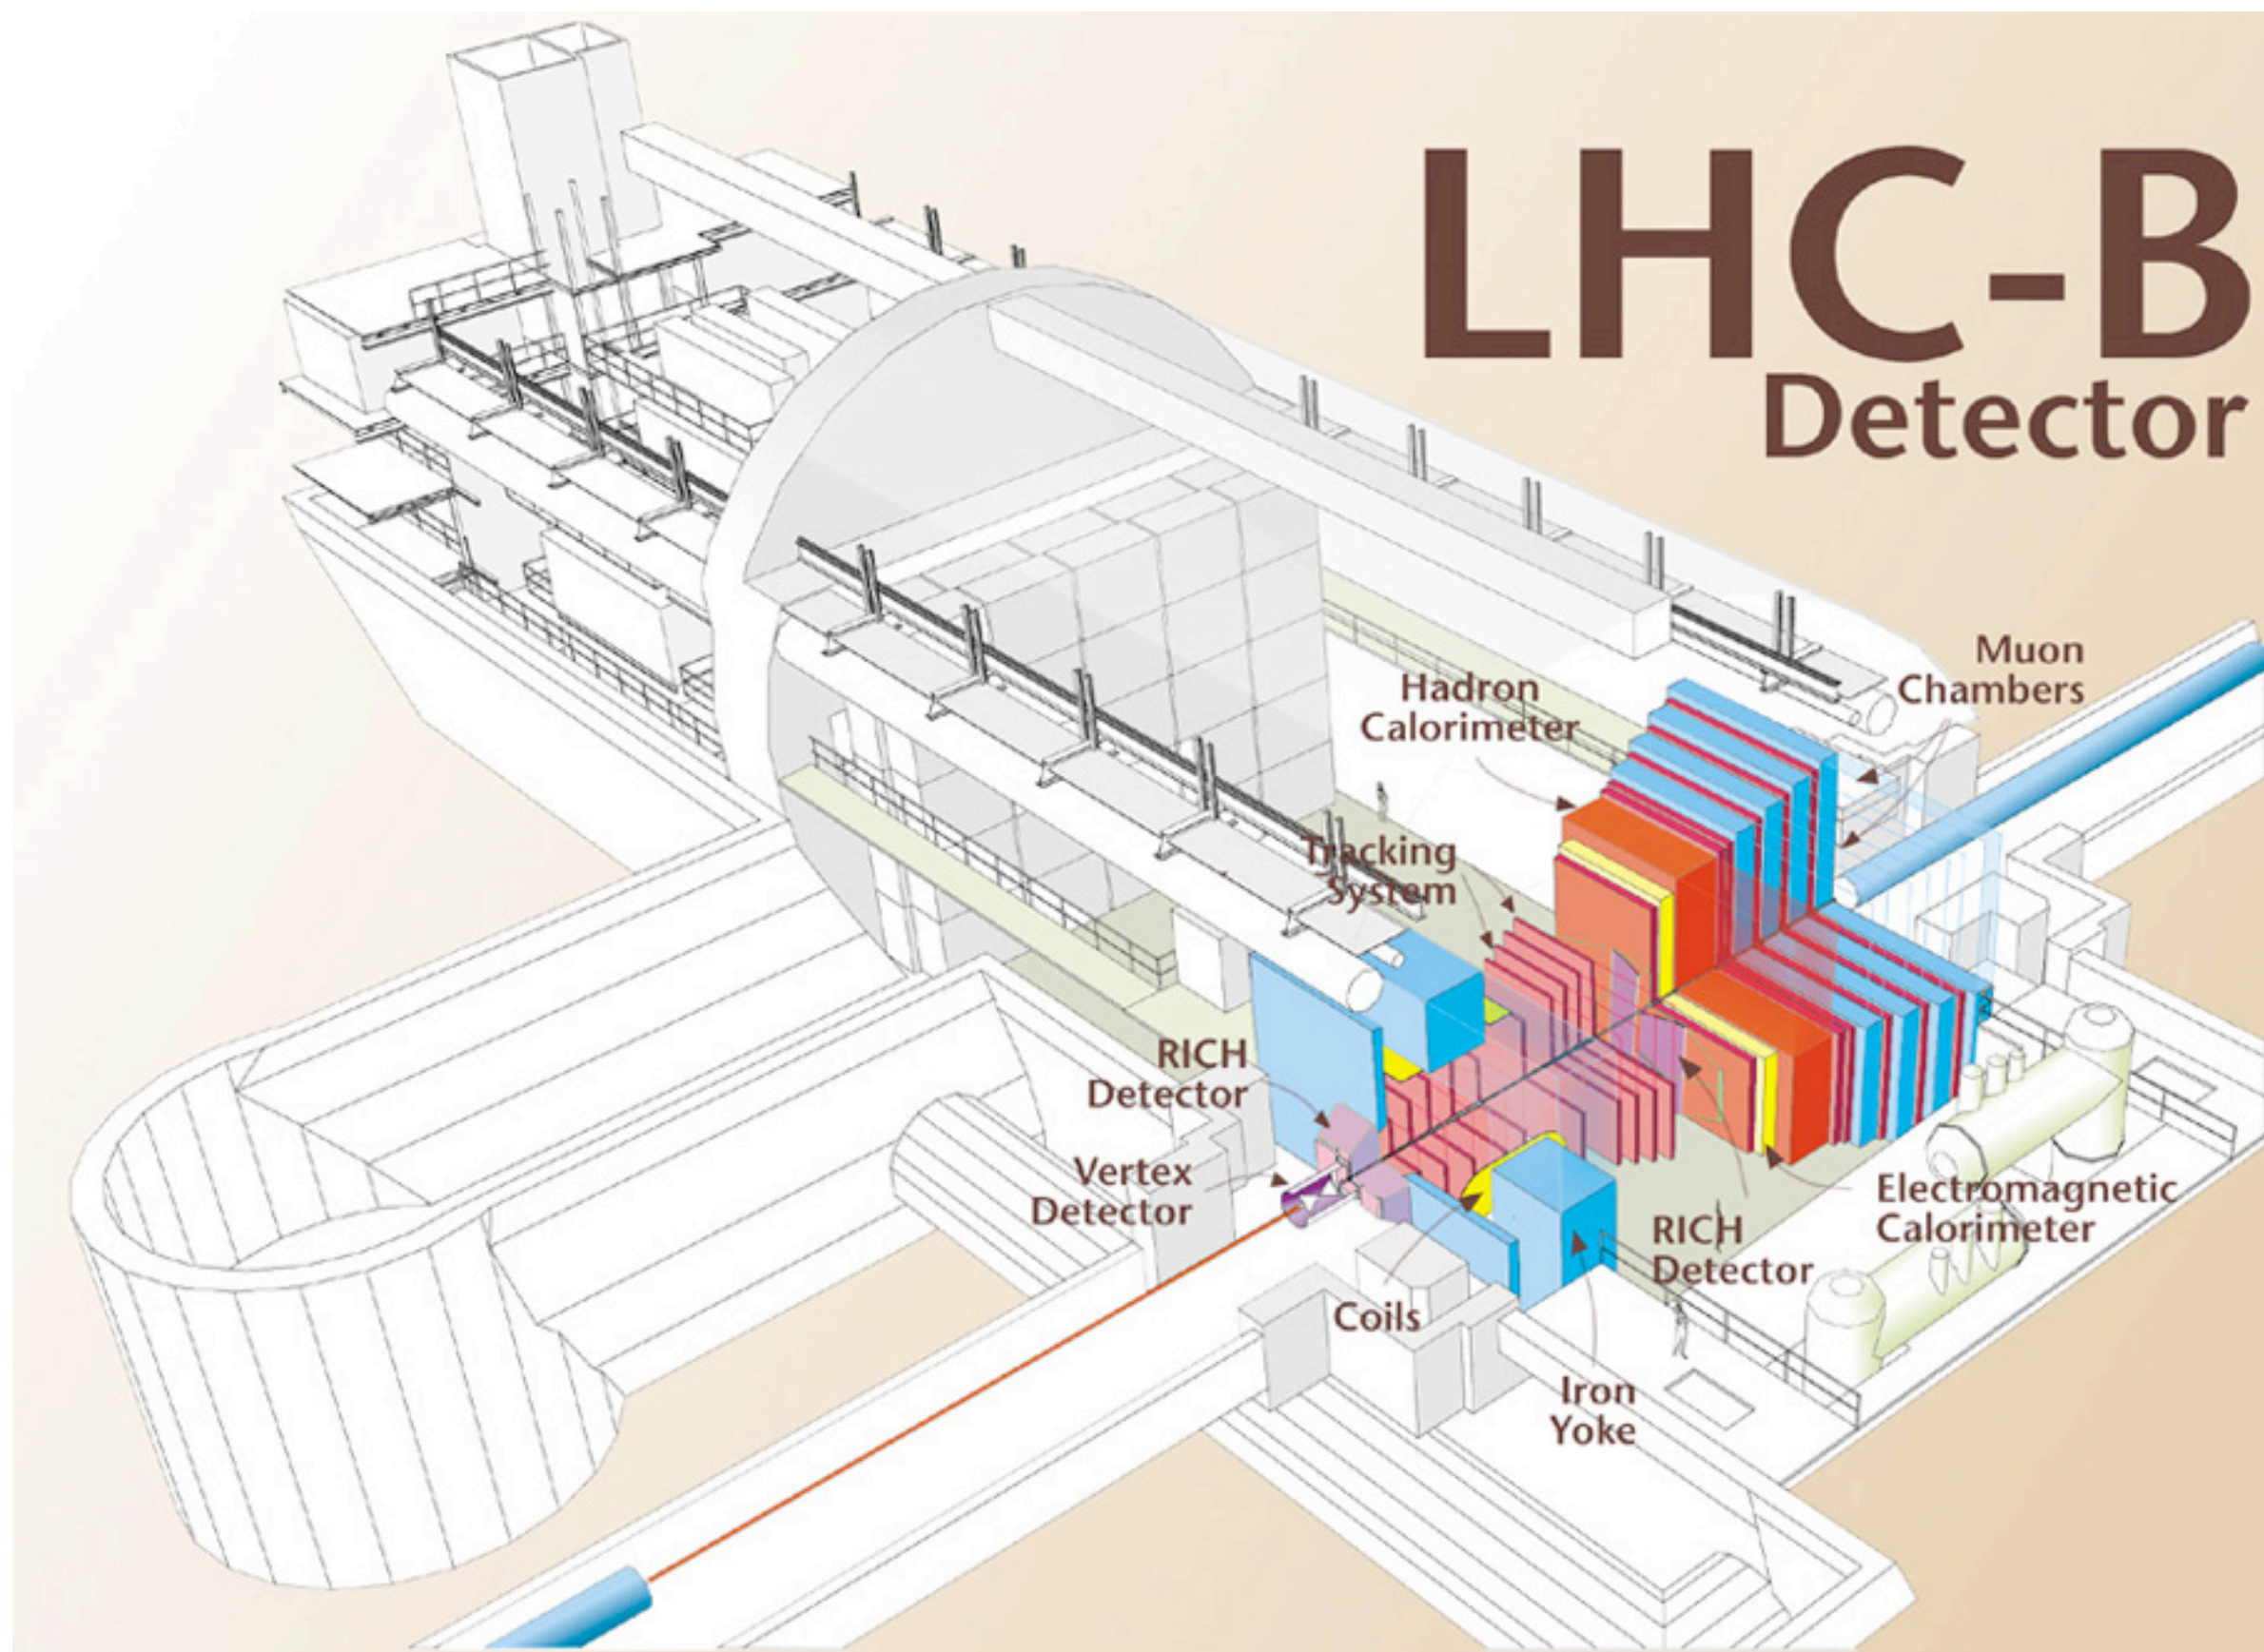 LHC-B
Detector
Muon
Chambers
Hadron
Calorimeter
Tracking
System
RICH
Detector
Vertex
Detector
Electromagnetic
Calorimeter
RICH
Detector
Coils
Iron
Yoke